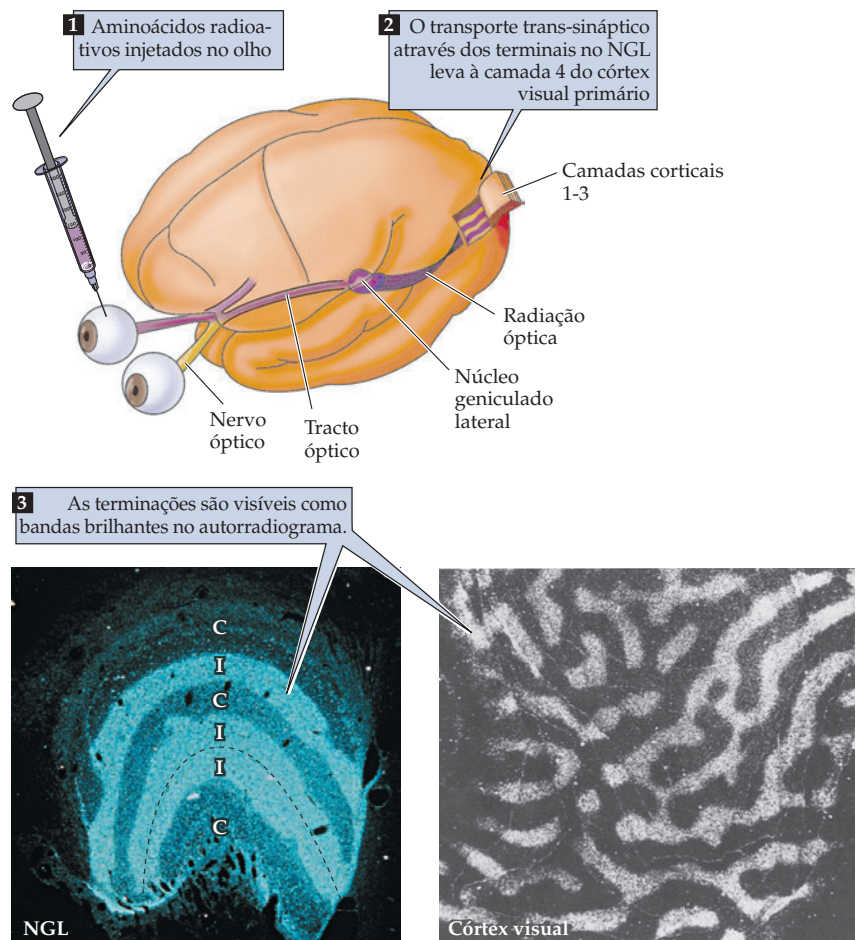 1 Aminoácidos radioa-
tivos injetados no olho
2 O transporte trans-sináptico
através dos terminais no NGL
leva à camada 4 do córtex
visual primário
Camadas corticais
1-3
Radiação
óptica
Núcleo
geniculado
lateral
Tracto
óptico
Nervo
óptico
3 As terminações são visíveis como
bandas brilhantes no autorradiograma.
C
I
C
I
I
C
NGL
Córtex visual